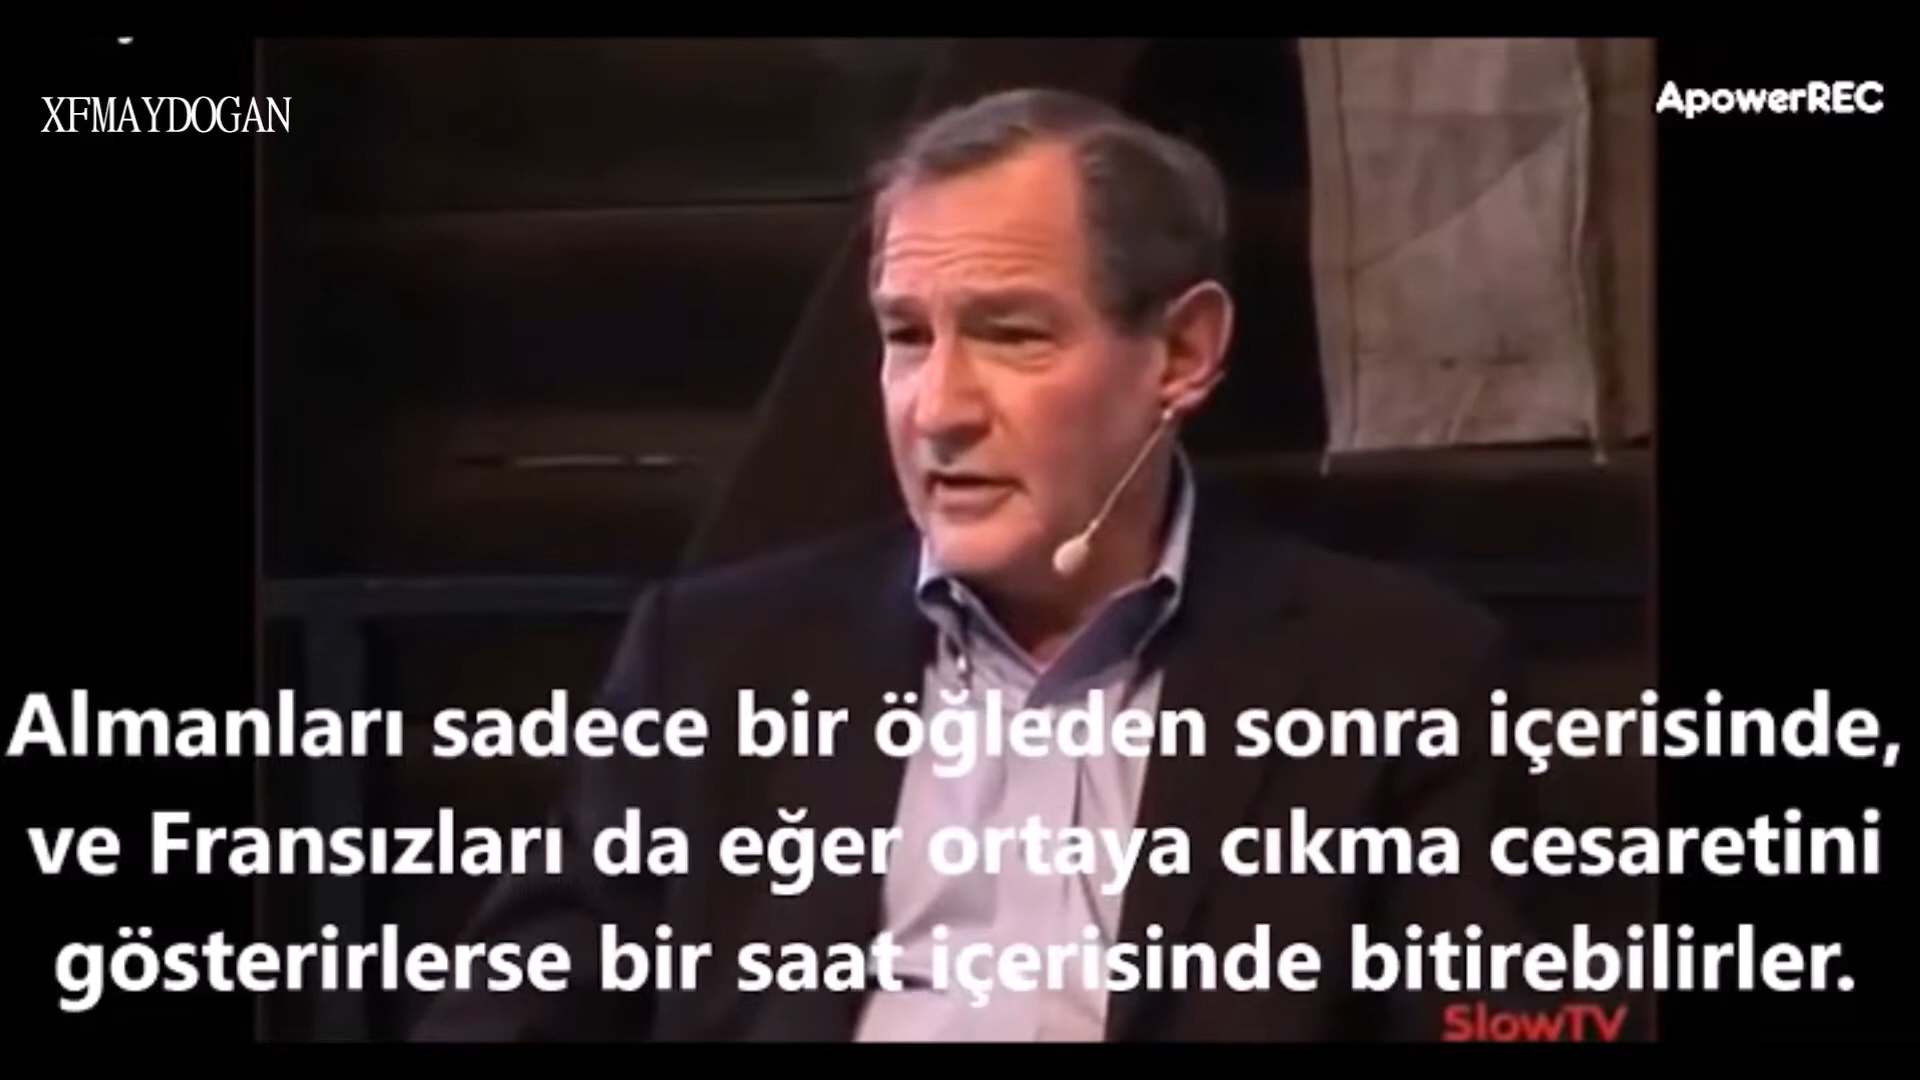 XFMAYDOGAN
ApowerREC
Almanları sadece bir öğleden sonra içerisinde,
ve Fransızları da eğer ortaya cıkma cesaretini
gösterirlerse bir saat içerisinde bitirebilirler.
SlowTV